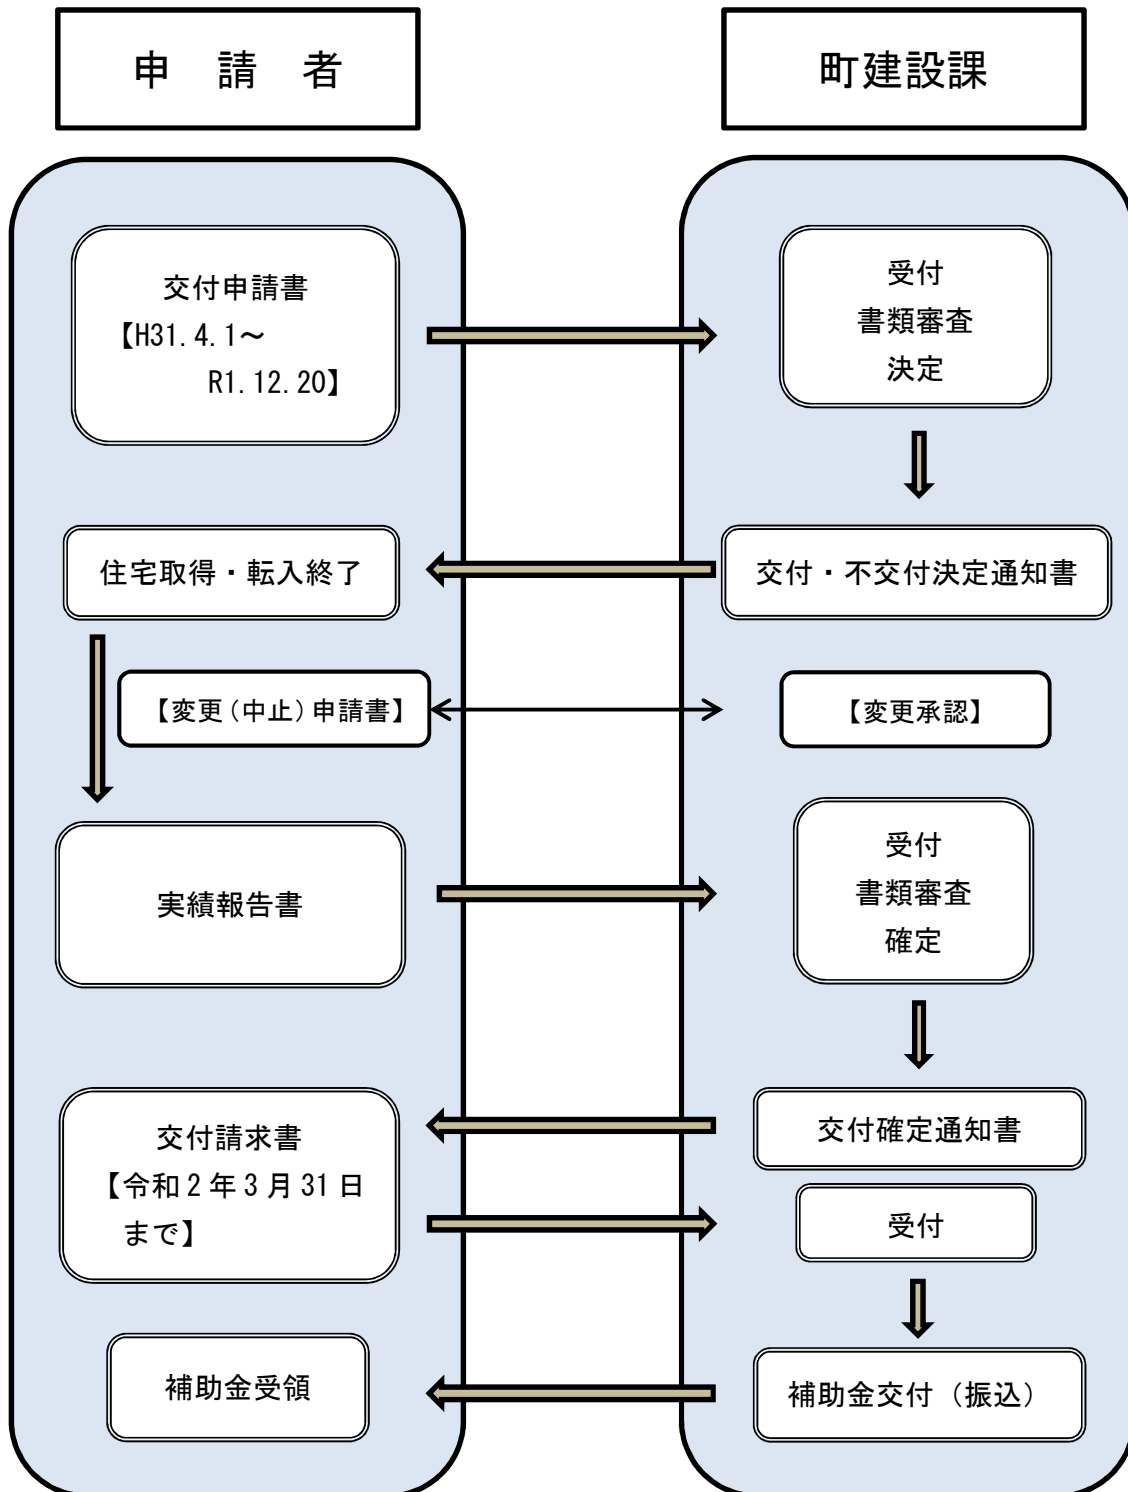 申　請　者
町建設課
交付申請書
【H31.4.1～
R1.12.20】
受付
書類審査
決定
住宅取得・転入終了
交付・不交付決定通知書
【変更(中止)申請書】
【変更承認】
実績報告書
受付
書類審査
確定
交付請求書
【令和2年3月31日
まで】
交付確定通知書
受付
補助金受領
補助金交付（振込）